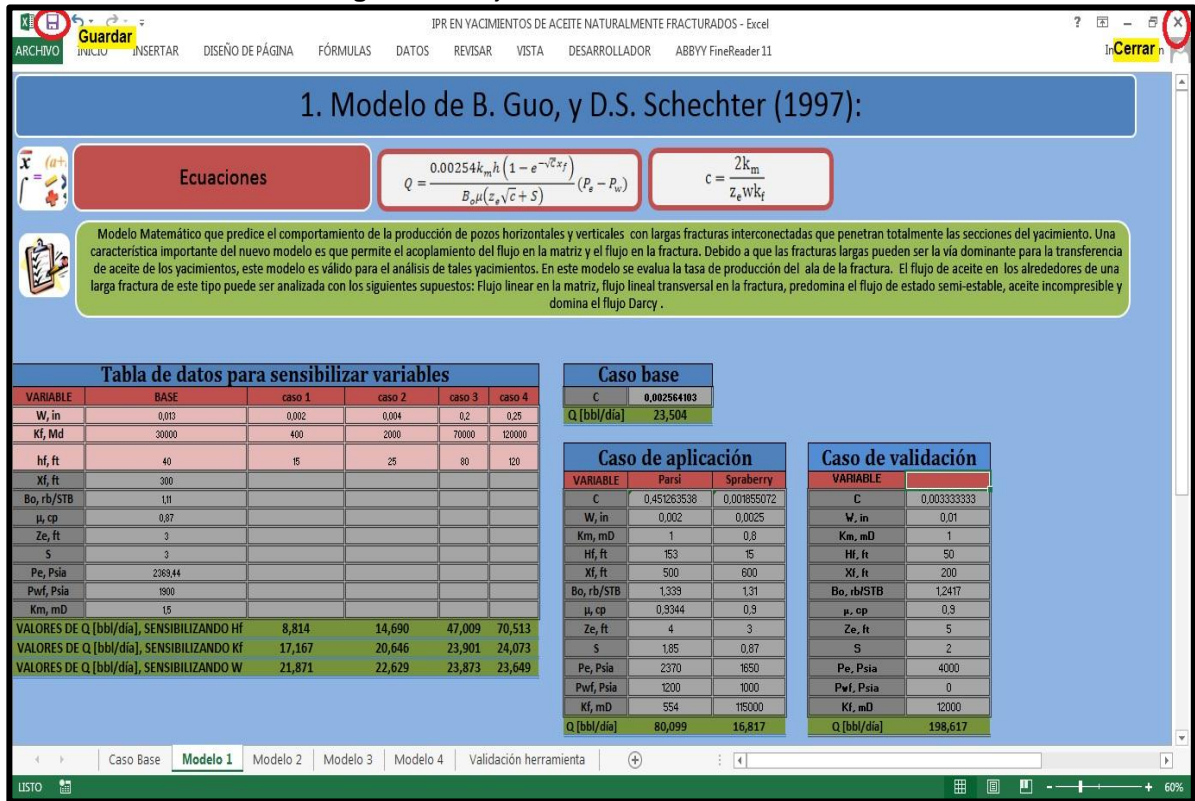 IPR EN YACIMIENTOS DE ACEITE NATURALMENTE FRACTURADOS - Excel
Guardar
ARCHIVO INICIO INSERTAR DISEÑO DE PÁGINA FÓRMULAS DATOS REVISAR VISTA DESARROLLADOR ABBYY FineReader 11 Cerrar
1. Modelo de B. Guo, y D.S. Schechter (1997):
Ecuaciones
Q = 0.00254k_m h (1 − e^{−√c x_f}) / B_o μ(z_e √c + S) (P_e − P_w)
c = 2k_m / z_e wk_f
Modelo Matemático que predice el comportamiento de la producción de pozos horizontales y verticales con largas fracturas interconectadas que penetran totalmente las secciones del yacimiento. Una
característica importante del nuevo modelo es que permite el acoplamiento del flujo en la matriz y el flujo en la fractura. Debido a que las fracturas largas pueden ser la vía dominante para la transferencia
de aceite de los yacimientos, este modelo es válido para el análisis de tales yacimientos. En este modelo se evalua la tasa de producción del ala de la fractura. El flujo de aceite en los alrededores de una
larga fractura de este tipo puede ser analizada con los siguientes supuestos: Flujo linear en la matriz, flujo lineal transversal en la fractura, predomina el flujo de estado semi-estable, aceite incompresible y
domina el flujo Darcy .
Tabla de datos para sensibilizar variables
VARIABLE BASE caso 1 caso 2 caso 3 caso 4
W, in 0,013 0,002 0,004 0,2 0,25
Kf, Md 30000 400 2000 70000 120000
hf, ft 40 15 25 80 120
Xf, ft 300
Bo, rb/STB 1,11
μ, cp 0,87
Ze, ft 3
S 3
Pe, Psia 2369,44
Pwf, Psia 1900
Km, mD 1,5
VALORES DE Q [bbl/día], SENSIBILIZANDO Hf 8,814 14,690 47,009 70,513
VALORES DE Q [bbl/día], SENSIBILIZANDO Kf 17,167 20,646 23,901 24,073
VALORES DE Q [bbl/día], SENSIBILIZANDO W 21,871 22,629 23,873 23,649
Caso base
C 0,002564103
Q [bbl/día] 23,504
Caso de aplicación
VARIABLE Parsi Spraberry
C 0,451263538 0,001855072
W, in 0,002 0,0025
Km, mD 1 0,8
Hf, ft 153 15
Xf, ft 500 600
Bo, rb/STB 1,339 1,31
μ, cp 0,9344 0,9
Ze, ft 4 3
S 1,85 0,87
Pe, Psia 2370 1650
Pwf, Psia 1200 1000
Kf, mD 554 115000
Q [bbl/día] 80,099 16,817
Caso de validación
VARIABLE
C 0,003333333
W, in 0,01
Km, mD 1
Hf, ft 50
Xf, ft 200
Bo, rb/STB 1,2417
μ, cp 0,9
Ze, ft 5
S 2
Pe, Psia 4000
Pwf, Psia 0
Kf, mD 12000
Q [bbl/día] 198,617
Caso Base Modelo 1 Modelo 2 Modelo 3 Modelo 4 Validación herramienta
LISTO 60%